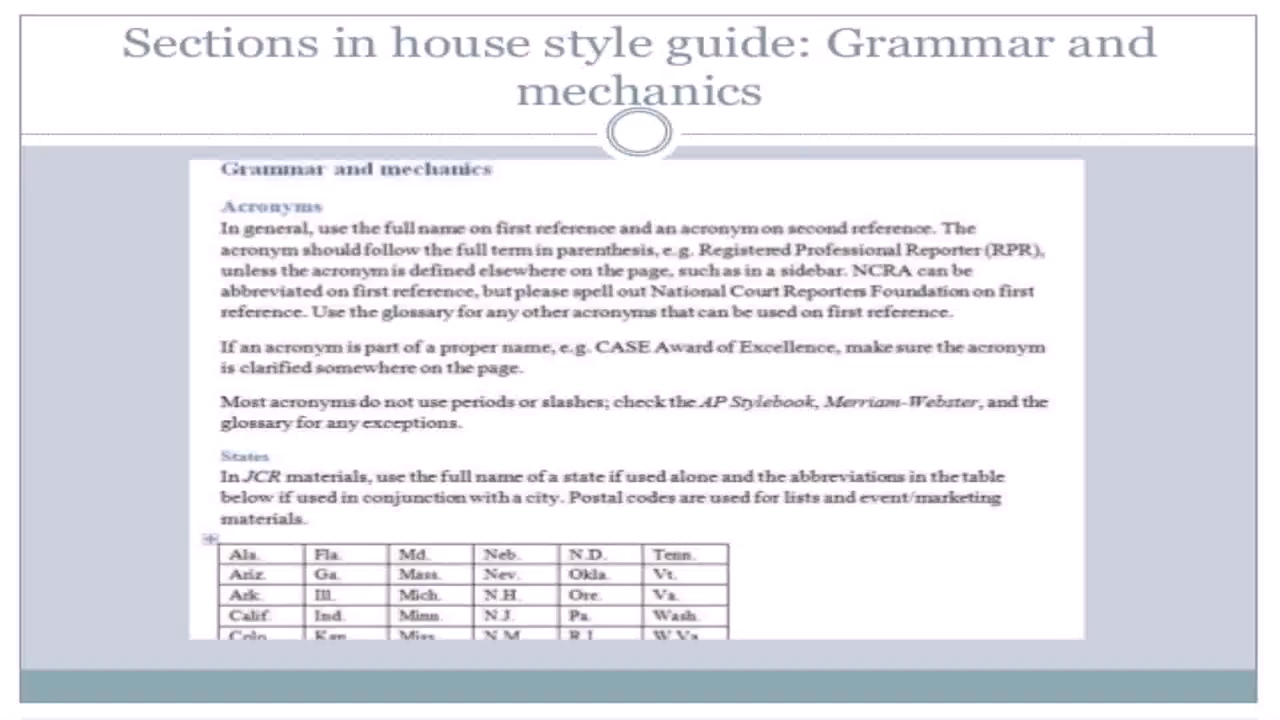 Sections in house style guide: Grammar and
mechanics
Grammar and mechanics
Acronyms
In general, use the full name on first reference and an acronym on second reference. The
acronym should follow the full term in parenthesis, e.g. Registered Professional Reporter (RPR),
unless the acronym is defined elsewhere on the page, such as in a sidebar. NCRA can be
abbreviated on first reference, but please spell out National Court Reporters Foundation on first
reference. Use the glossary for any other acronyms that can be used on first reference.
If an acronym is part of a proper name, e.g. CASE Award of Excellence, make sure the acronym
is clarified somewhere on the page.
Most acronyms do not use periods or slashes; check the AP Stylebook, Merriam-Webster, and the
glossary for any exceptions.
States
In JCR materials, use the full name of a state if used alone and the abbreviations in the table
below if used in conjunction with a city. Postal codes are used for lists and event/marketing
materials.
Ala. Fla. Md. Neb. N.D. Tenn.
Ariz. Ga. Mass. Nev. Okla. Vt.
Ark. Ill. Mich. N.H. Ore. Va.
Calif. Ind. Minn. N.J. Pa. Wash.
Colo. Kan. Miss. N.M. R.I. W.Va.